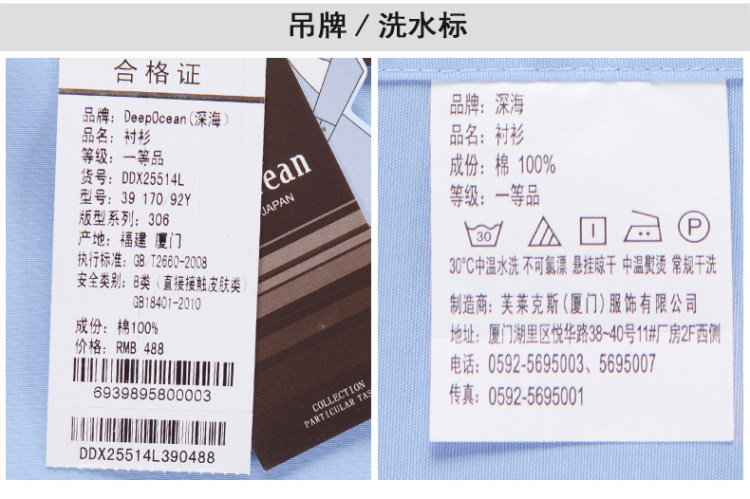 吊牌/洗水标
合格证
品牌: DeepOcean(深海)
品名: 衬衫
等级: 一等品
货号: DDX25514L
型号: 39 170/92Y
版型系列: 306
产地: 福建 厦门
执行标准: GB T2660-2008
安全类别: B类 (直接接触皮肤类)
GB18401-2010
成份: 棉100%
价格: RMB 488
6939895800003
DDX25514L390488
ean
JAPAN
COLLECTION
PARTICULAR TAS
品牌: 深海
品名: 衬衫
成份: 棉 100%
等级: 一等品
30 P
30℃中温水洗 不可氯漂 悬挂晾干 中温熨烫 常规干洗
制造商: 芙莱克斯(厦门)服饰有限公司
地址: 厦门湖里区悦华路38~40号11#厂房2F西侧
电话: 0592-5695003、5695007
传真: 0592-5695001